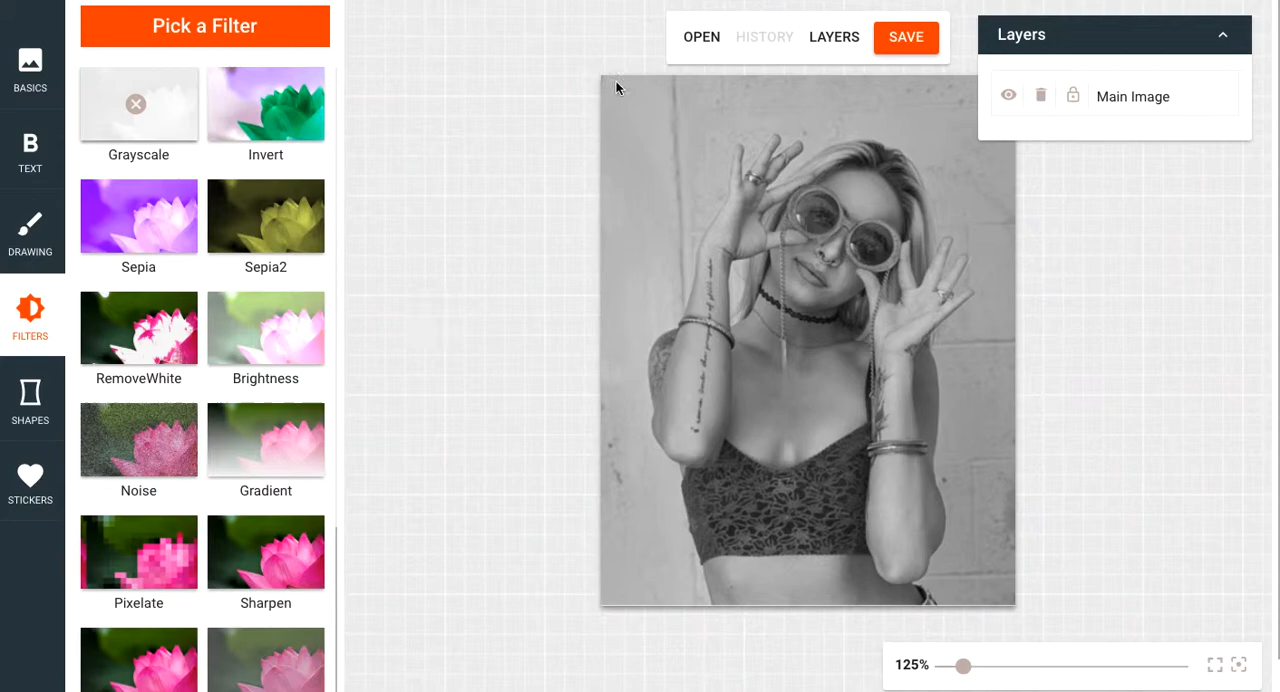 Pick a Filter
OPEN HISTORY LAYERS SAVE
Layers
Main Image
BASICS
TEXT
DRAWING
FILTERS
SHAPES
STICKERS
Grayscale Invert
Sepia Sepia2
RemoveWhite Brightness
Noise Gradient
Pixelate Sharpen
125%